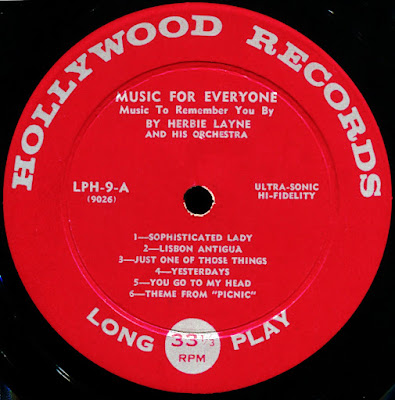 HOLLYWOOD RECORDS
MUSIC FOR EVERYONE
Music To Remember You By
BY HERBIE LAYNE
AND HIS ORCHESTRA
LPH-9-A
(9026)
ULTRA-SONIC
HI-FIDELITY
1—SOPHISTICATED LADY
2—LISBON ANTIGUA
3—JUST ONE OF THOSE THINGS
4—YESTERDAYS
5—YOU GO TO MY HEAD
6—THEME FROM "PICNIC"
LONG 33 1/3 PLAY
RPM